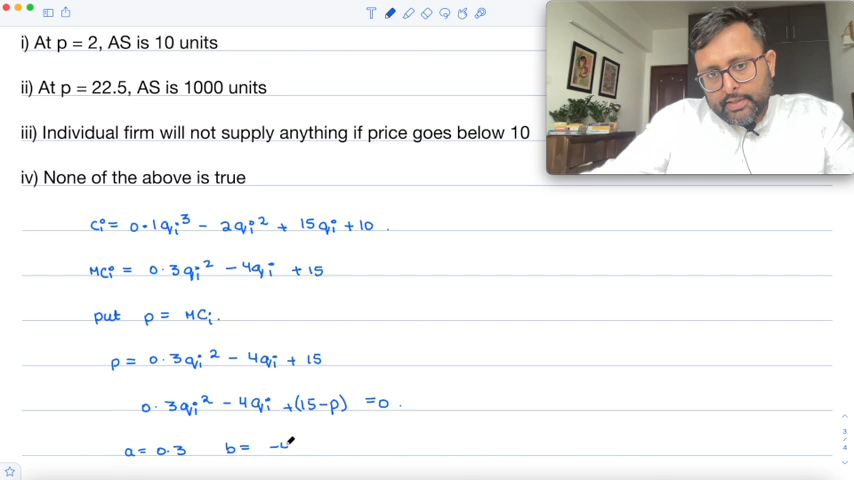 i) At p = 2, AS is 10 units
ii) At p = 22.5, AS is 1000 units
iii) Individual firm will not supply anything if price goes below 10
iv) None of the above is true
Ci = 0.1qi³ - 2qi² + 15qi + 10.
MCi = 0.3qi² - 4qi + 15
put p = MCi.
p = 0.3qi² - 4qi + 15
0.3qi² - 4qi + (15-p) = 0.
a = 0.3 b = -4
3
4